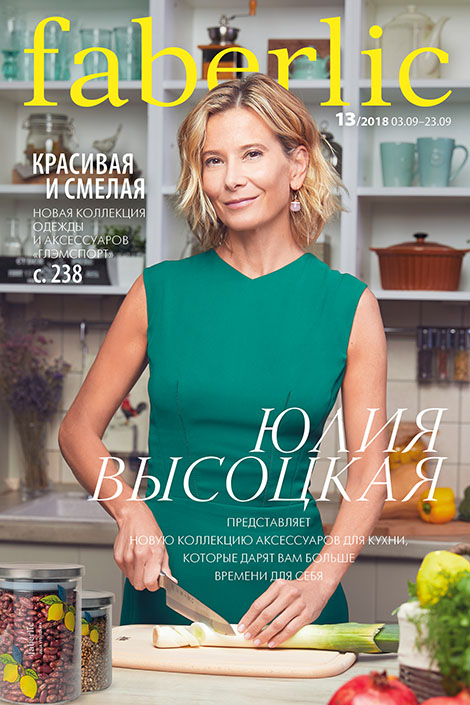 faberlic
13/2018 03.09–23.09
КРАСИВАЯ
И СМЕЛАЯ
НОВАЯ КОЛЛЕКЦИЯ
ОДЕЖДЫ
И АКСЕССУАРОВ
«ГЛЭМСПОРТ»
с. 238
ЮЛИЯ
ВЫСОЦКАЯ
ПРЕДСТАВЛЯЕТ
НОВУЮ КОЛЛЕКЦИЮ АКСЕССУАРОВ ДЛЯ КУХНИ,
КОТОРЫЕ ДАРЯТ ВАМ БОЛЬШЕ
ВРЕМЕНИ ДЛЯ СЕБЯ
faberlic